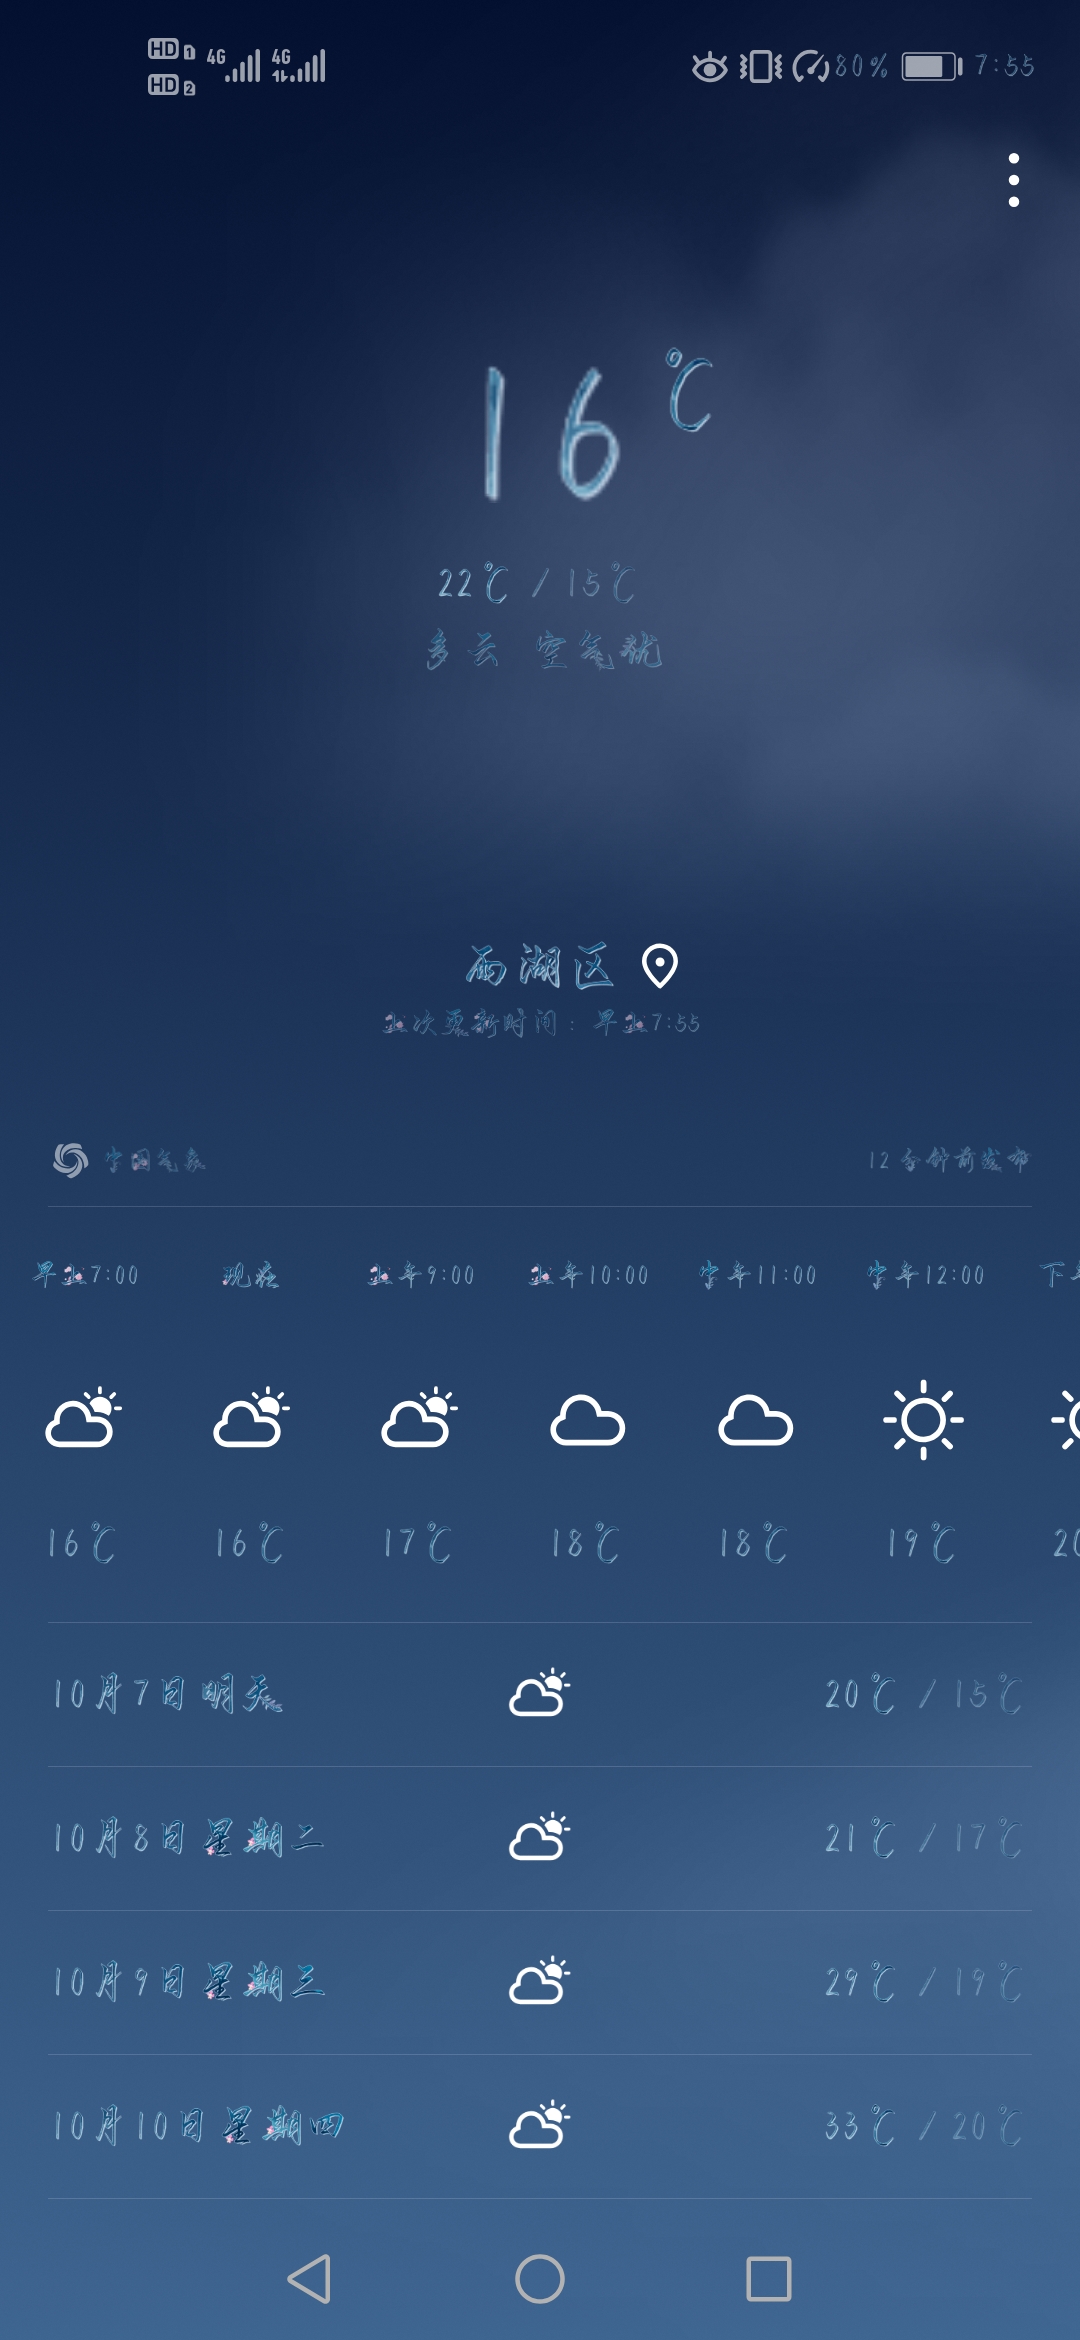 HD 1 4G 4G 80% 7:55
HD 2
16℃
22℃ / 15℃
多云 空气优
西湖区
上次更新时间：早上7:55
中国气象 12 分钟前发布
早上7:00 现在 上午9:00 上午10:00 中午11:00 中午12:00 下午
16℃ 16℃ 17℃ 18℃ 18℃ 19℃ 20
10月7日 明天 20℃ / 15℃
10月8日 星期二 21℃ / 17℃
10月9日 星期三 29℃ / 19℃
10月10日 星期四 33℃ / 20℃